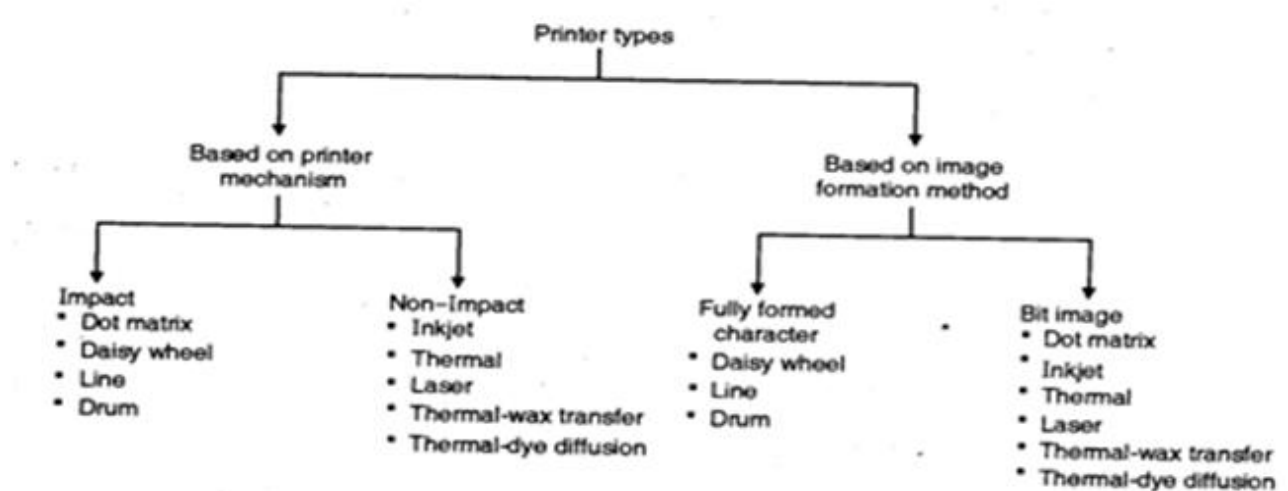 Printer types
Based on printer
mechanism
Based on image
formation method
Impact
• Dot matrix
• Daisy wheel
• Line
• Drum
Non-Impact
• Inkjet
• Thermal
• Laser
• Thermal-wax transfer
• Thermal-dye diffusion
Fully formed
character
• Daisy wheel
• Line
• Drum
Bit image
• Dot matrix
• Inkjet
• Thermal
• Laser
• Thermal-wax transfer
• Thermal-dye diffusion